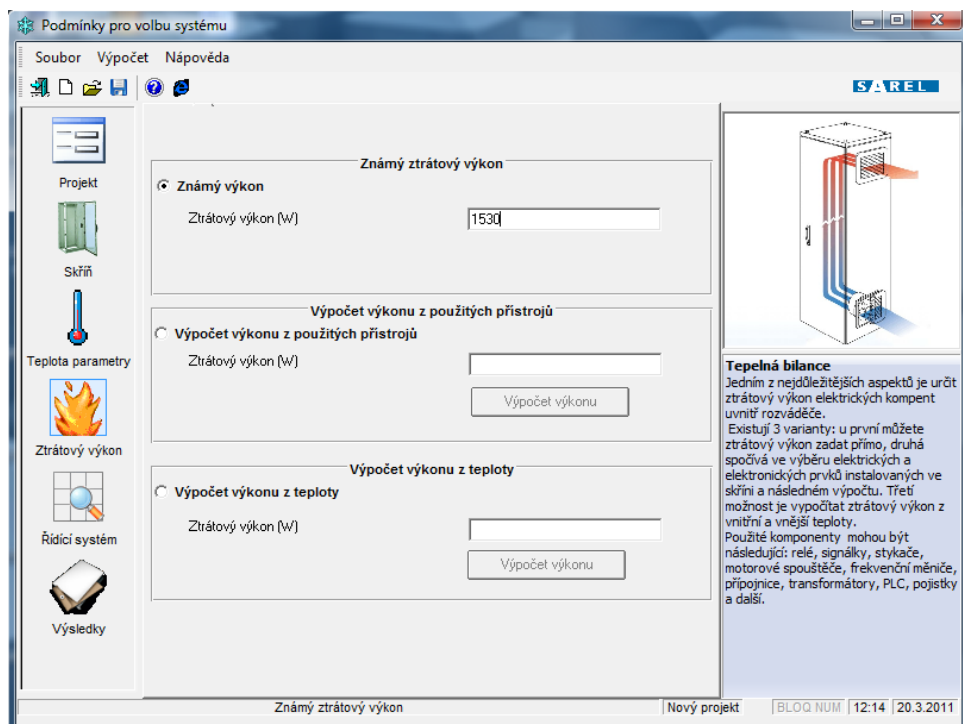 Podmínky pro volbu systému
Soubor Výpočet Nápověda
SAREL
Projekt
Skříň
Teplota parametry
Ztrátový výkon
Řídící systém
Výsledky
Známý ztrátový výkon
Známý výkon
Ztrátový výkon (W) 1530
Výpočet výkonu z použitých přístrojů
Výpočet výkonu z použitých přístrojů
Ztrátový výkon (W)
Výpočet výkonu
Výpočet výkonu z teploty
Výpočet výkonu z teploty
Ztrátový výkon (W)
Výpočet výkonu
Tepelná bilance
Jedním z nejdůležitějších aspektů je určit
ztrátový výkon elektrických kompent
uvnitř rozváděče.
Existují 3 varianty: u první můžete
ztrátový výkon zadat přímo, druhá
spočívá ve výběru elektrických a
elektronických prvků instalovaných ve
skříni a následném výpočtu. Třetí
možnost je vypočítat ztrátový výkon z
vnitřní a vnější teploty.
Použité komponenty mohou být
následující: relé, signálky, stykače,
motorové spouštěče, frekvenční měniče,
přípojnice, transformátory, PLC, pojistky
a další.
Známý ztrátový výkon Nový projekt BLOQ NUM 12:14 20.3.2011